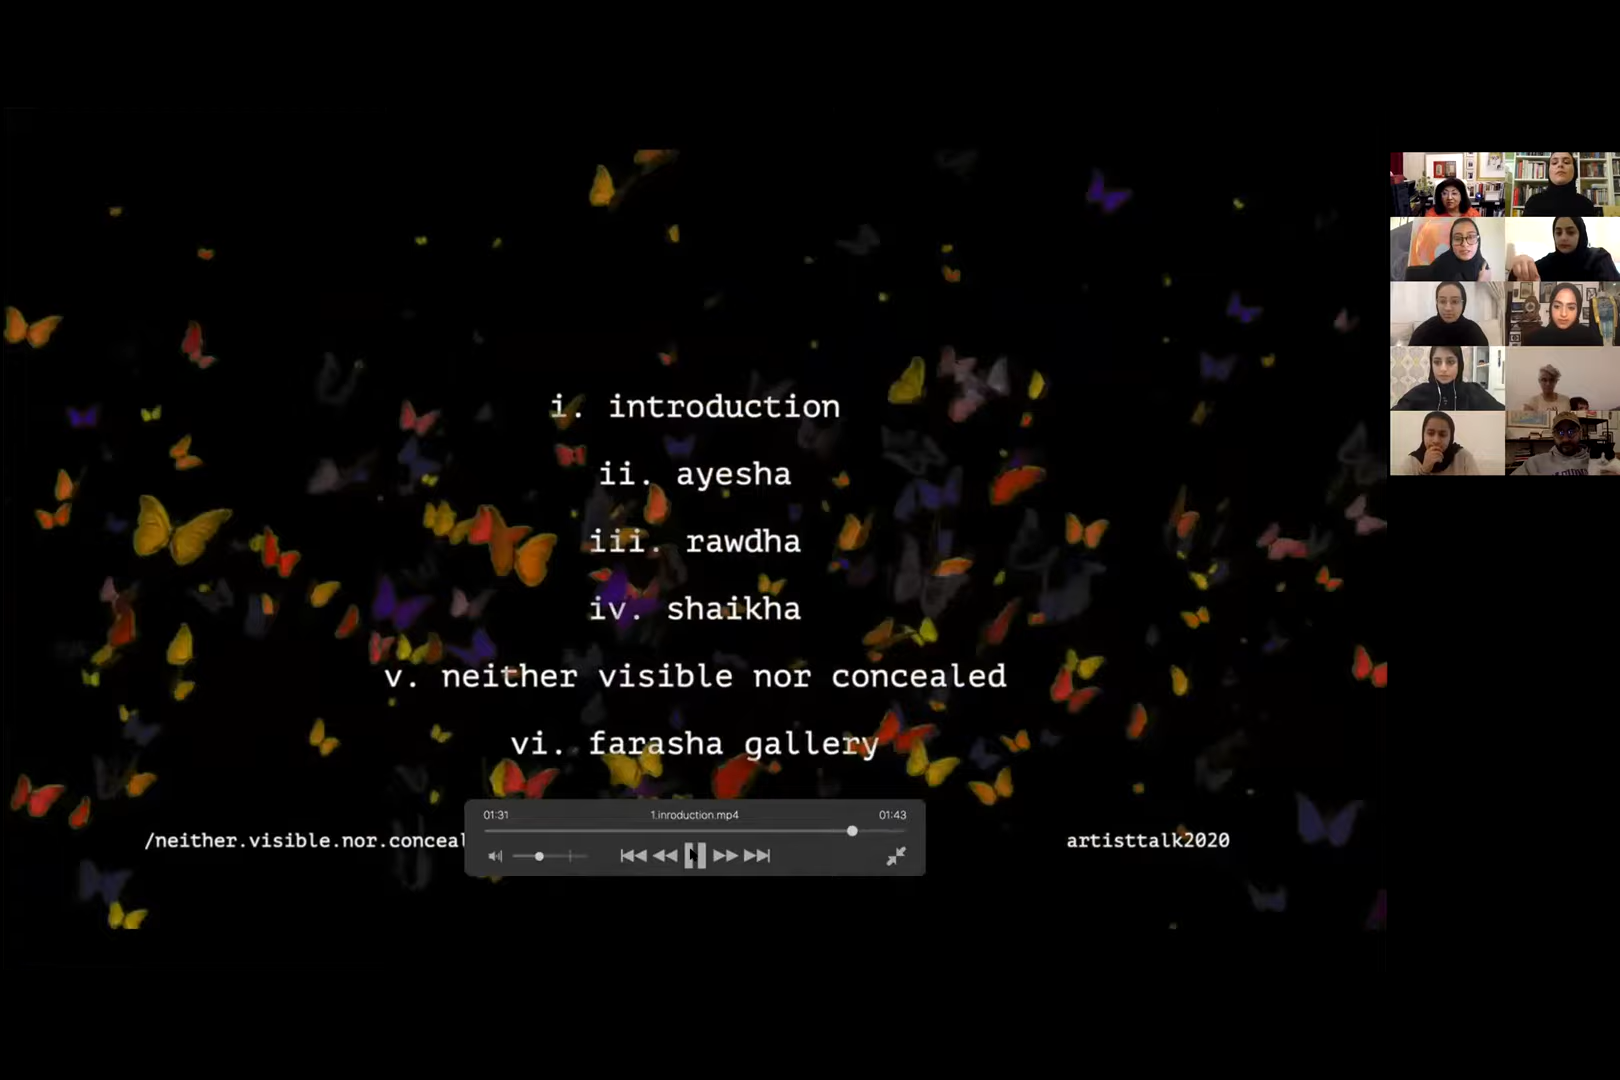 i. introduction
ii. ayesha
iii. rawdha
iv. shaikha
v. neither visible nor concealed
vi. farasha gallery
01:31 1.inroduction.mp4 01:43
/neither.visible.nor.conceal artisttalk2020